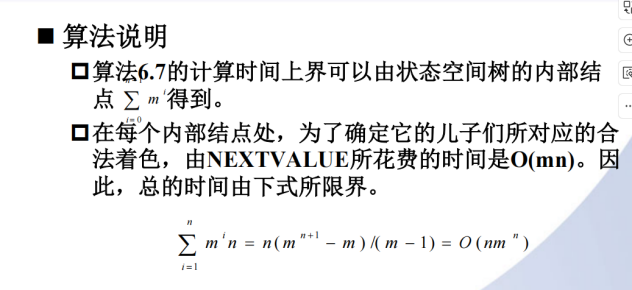 ■ 算法说明
算法6.7的计算时间上界可以由状态空间树的内部结
点 ∑ i=0 m^i 得到。
在每个内部结点处，为了确定它的儿子们所对应的合
法着色，由NEXTVALUE所花费的时间是O(mn)。因
此，总的时间由下式所限界。
n ∑ i=1 m^i n = n(m^{n+1} − m)/(m − 1) = O(nm^n)